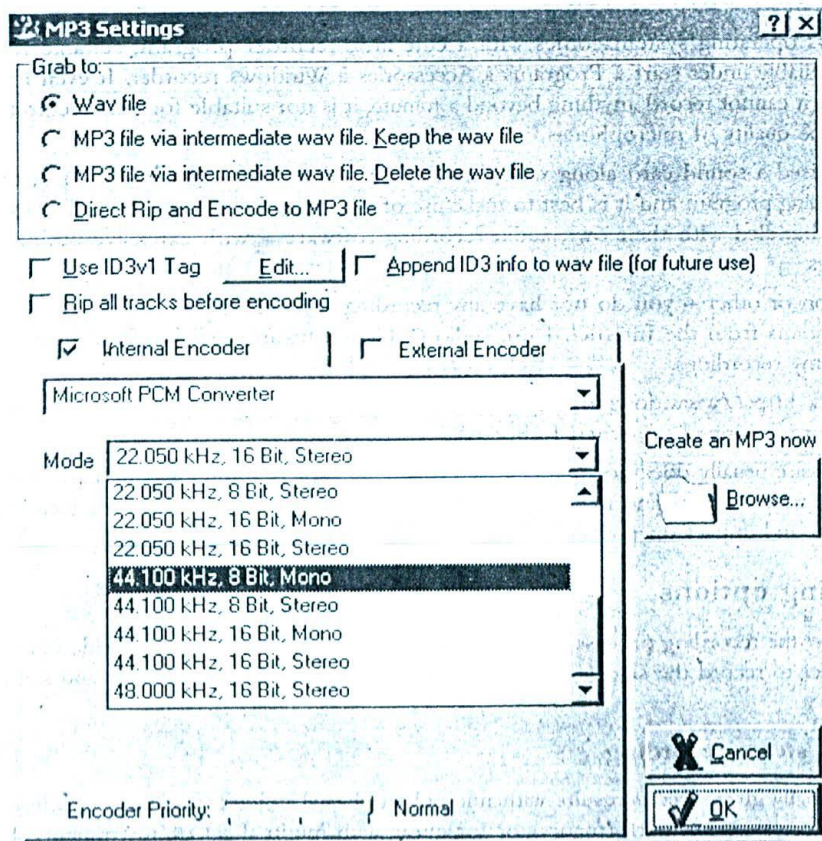 MP3 Settings
Grab to:
Wav file
MP3 file via intermediate wav file. Keep the wav file
MP3 file via intermediate wav file. Delete the wav file
Direct Rip and Encode to MP3 file
Use ID3v1 Tag Edit... Append ID3 info to wav file (for future use)
Rip all tracks before encoding
Internal Encoder External Encoder
Microsoft PCM Converter
Create an MP3 now
Mode 22.050 kHz, 16 Bit, Stereo
22.050 kHz, 8 Bit, Stereo
Browse...
22.050 kHz, 16 Bit, Mono
22.050 kHz, 16 Bit, Stereo
44.100 kHz, 8 Bit, Mono
44.100 kHz, 8 Bit, Stereo
44.100 kHz, 16 Bit, Mono
44.100 kHz, 16 Bit, Stereo
48.000 kHz, 16 Bit, Stereo
Cancel
Encoder Priority: Normal
OK